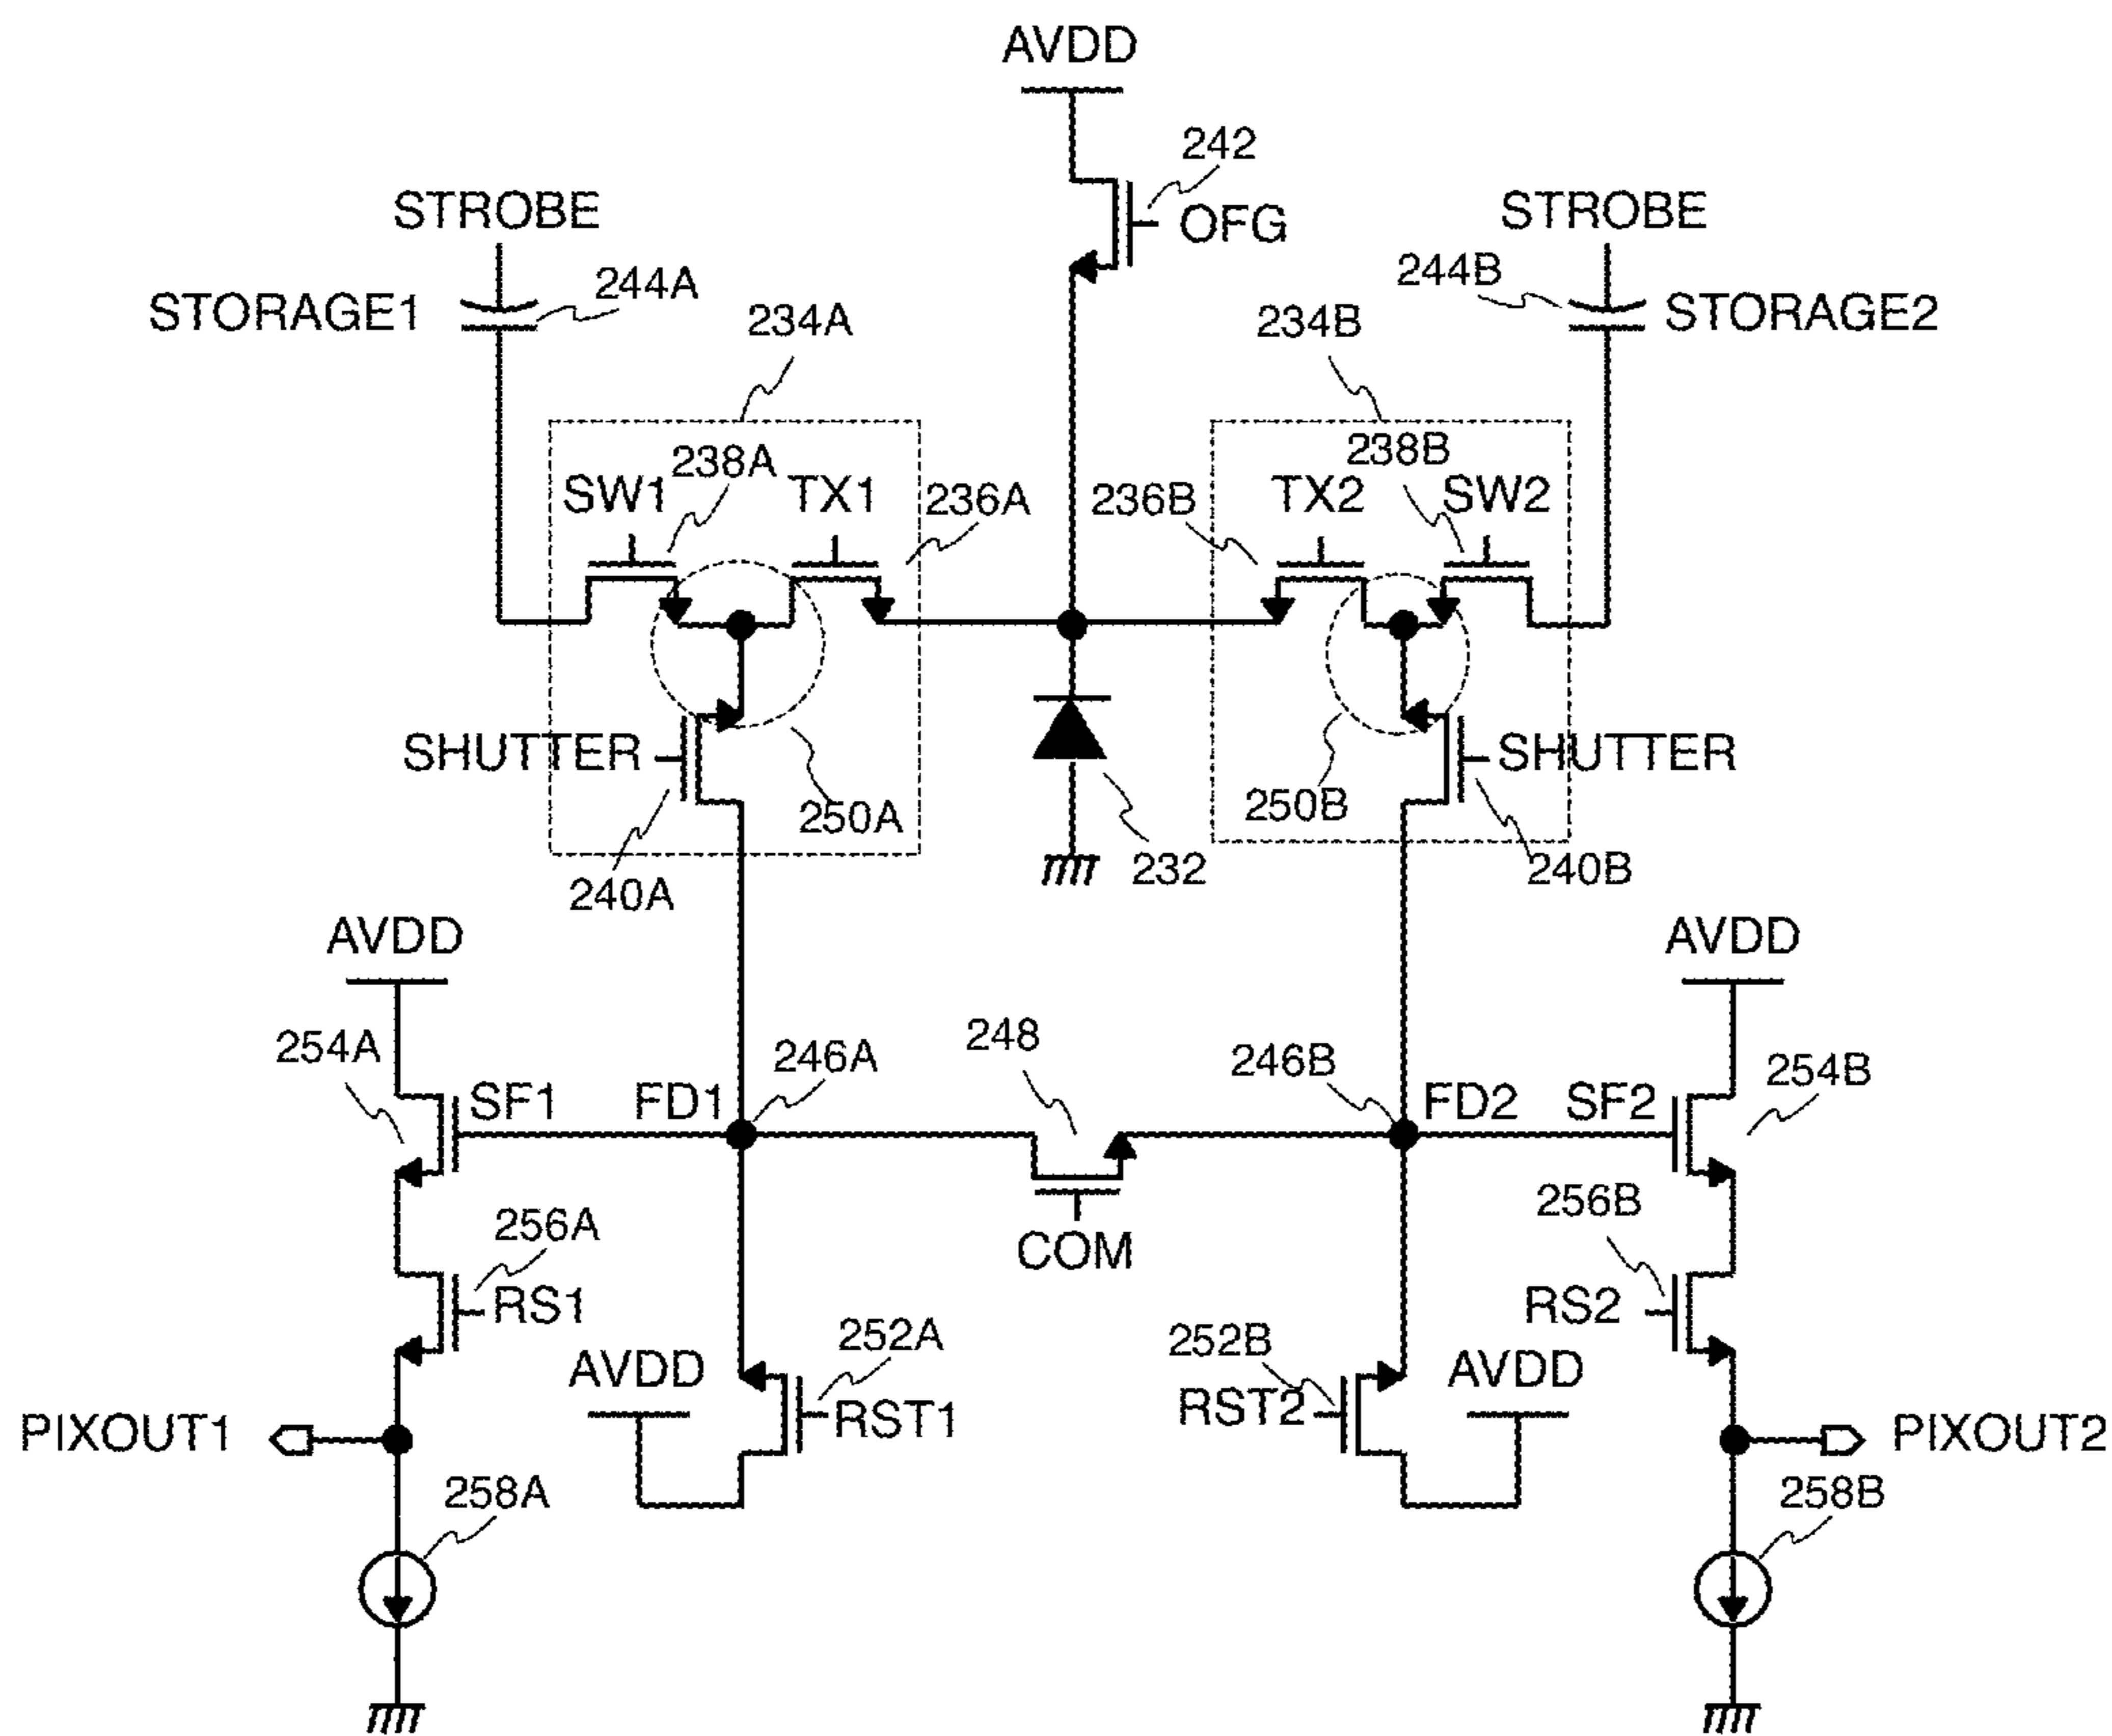 AVDD
242
OFG
STROBE
STROBE
STORAGE1
244A
244B
STORAGE2
234A
234B
238A
238B
SW1
TX1
236A
236B
TX2
SW2
SHUTTER
SHUTTER
250A
250B
232
240A
240B
AVDD
AVDD
254A
246A
248
246B
254B
SF1
FD1
FD2
SF2
COM
256A
256B
RS1
RS2
252A
252B
AVDD
AVDD
RST1
RST2
PIXOUT1
PIXOUT2
258A
258B